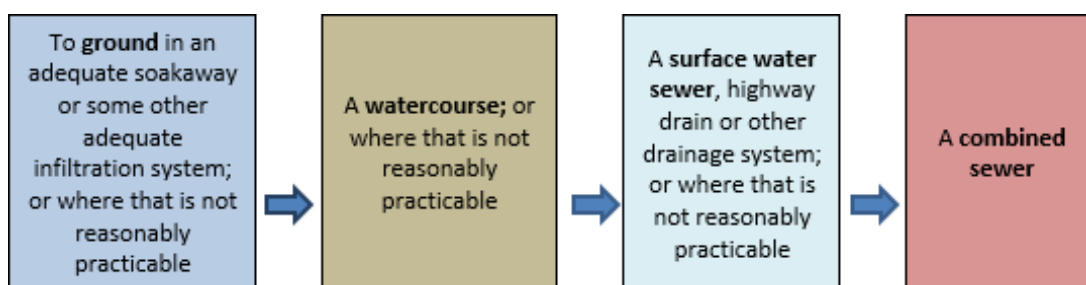 To ground in an
adequate soakaway
or some other
adequate
infiltration system;
or where that is not
reasonably
practicable
A watercourse; or
where that is not
reasonably
practicable
A surface water
sewer, highway
drain or other
drainage system;
or where that is
not reasonably
practicable
A combined
sewer